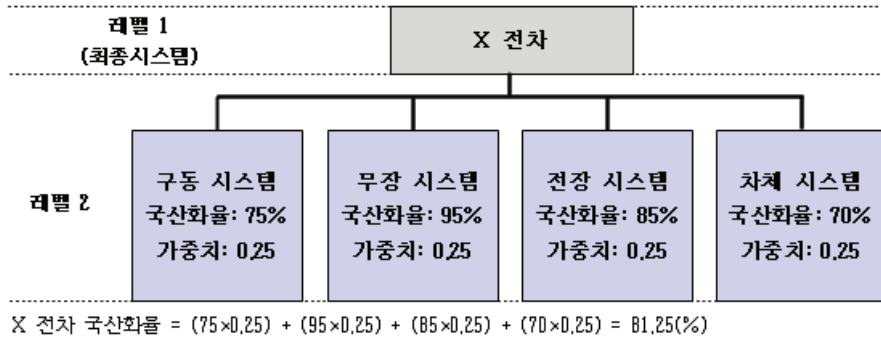 레벨 1
(최종시스템)
X 전차
레벨 2
구동 시스템
국산화율: 75%
가중치: 0.25
무장 시스템
국산화율: 95%
가중치: 0.25
전장 시스템
국산화율: 85%
가중치: 0.25
차체 시스템
국산화율: 70%
가중치: 0.25
X 전차 국산화율 = (75×0.25) + (95×0.25) + (85×0.25) + (70×0.25) = 81.25(%)